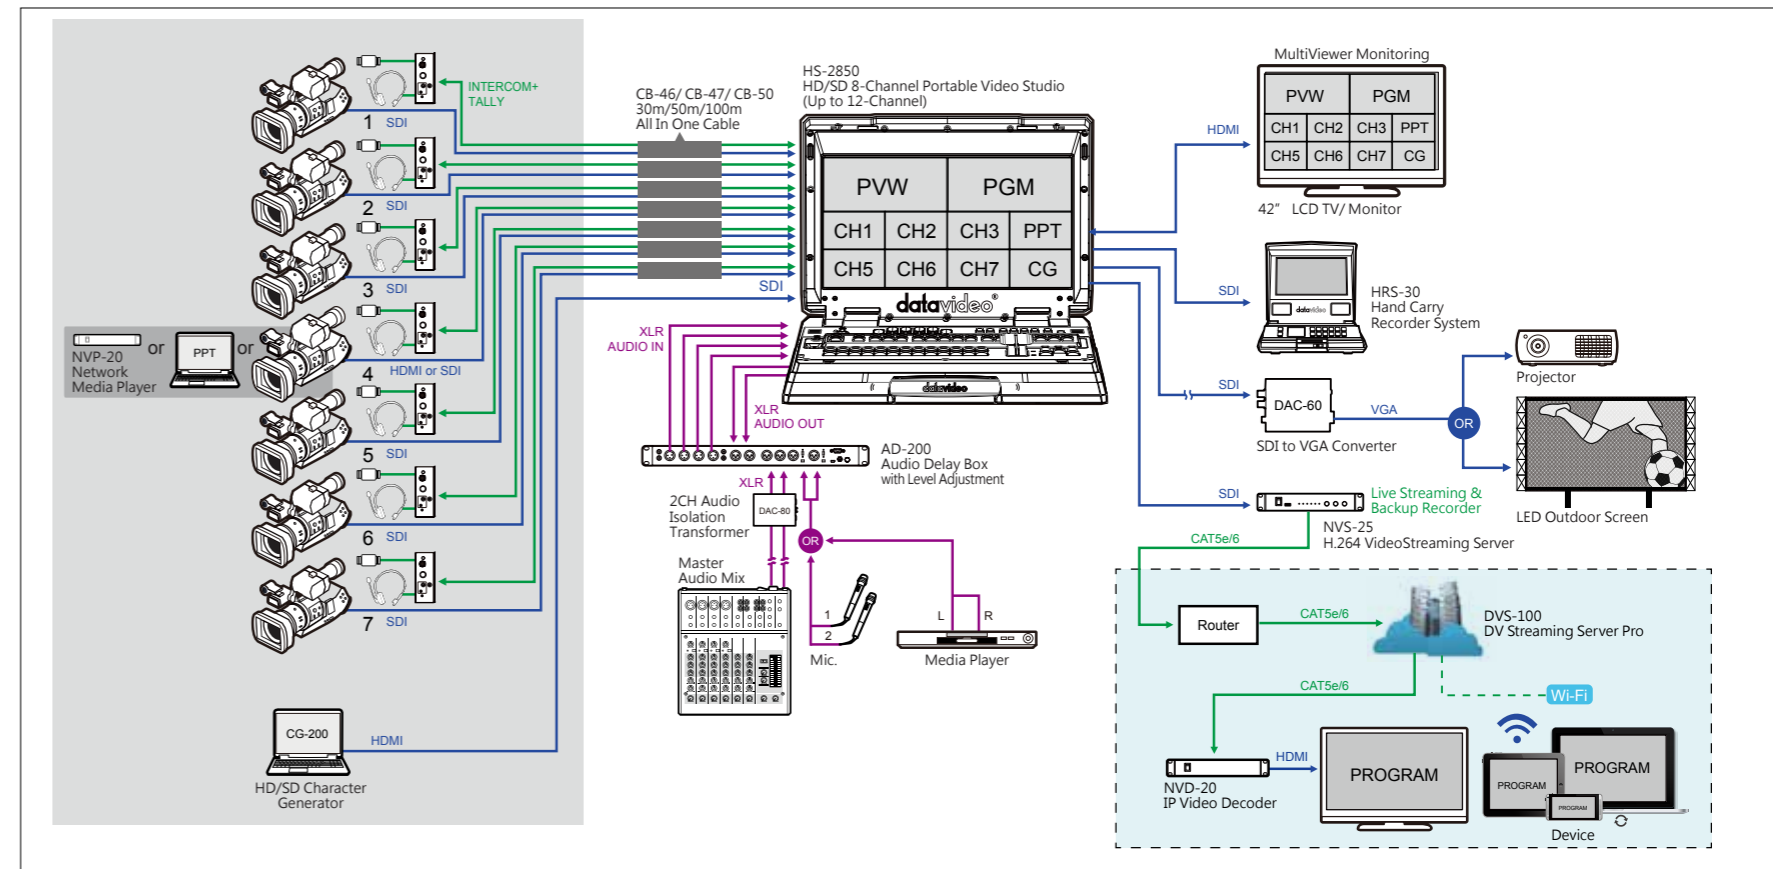 INTERCOM+
TALLY
1 SDI
2 SDI
3 SDI
HDMI or SDI
4
5 SDI
6 SDI
7 SDI
NVP-20
Network
Media Player
or
PPT
or
CG-200
HDMI
HD/SD Character
Generator
CB-46/ CB-47/ CB-50
30m/50m/100m
All In One Cable
SDI
HS-2850
HD/SD 8-Channel Portable Video Studio
(Up to 12-Channel)
PVW PGM
CH1 CH2 CH3 PPT
CH5 CH6 CH7 CG
datavideo®
datavideo
XLR
AUDIO IN
XLR
AUDIO OUT
AD-200
Audio Delay Box
with Level Adjustment
XLR
2CH Audio
Isolation
Transformer
DAC-80
OR
Master
Audio Mix
1
2
Mic.
L R
Media Player
MultiViewer Monitoring
PVW PGM
CH1 CH2 CH3 PPT
CH5 CH6 CH7 CG
42" LCD TV/ Monitor
HDMI
SDI
datavideo
HRS-30
Hand Carry
Recorder System
SDI
DAC-60
SDI to VGA Converter
VGA
OR
Projector
LED Outdoor Screen
SDI
Live Streaming &
Backup Recorder
NVS-25
H.264 VideoStreaming Server
CAT5e/6
Router
CAT5e/6
DVS-100
DV Streaming Server Pro
CAT5e/6
Wi-Fi
NVD-20
IP Video Decoder
HDMI
PROGRAM
PROGRAM
PROGRAM
PROGRAM
Device